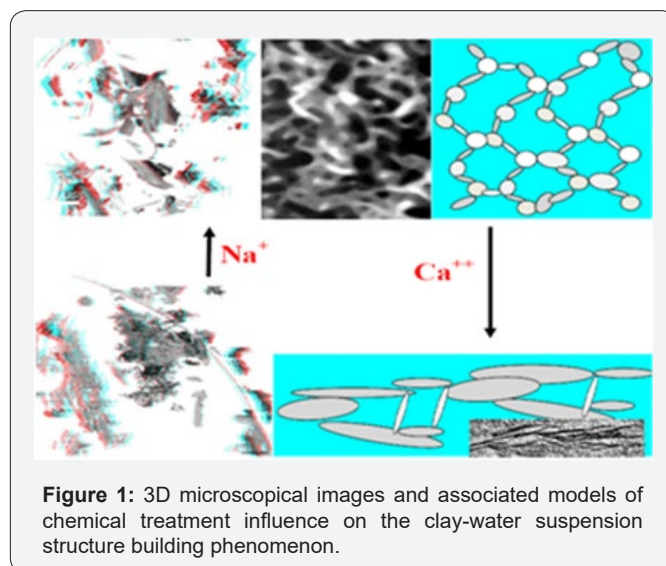 Na⁺
Ca⁺⁺
Figure 1: 3D microscopical images and associated models of
chemical treatment influence on the clay-water suspension
structure building phenomenon.